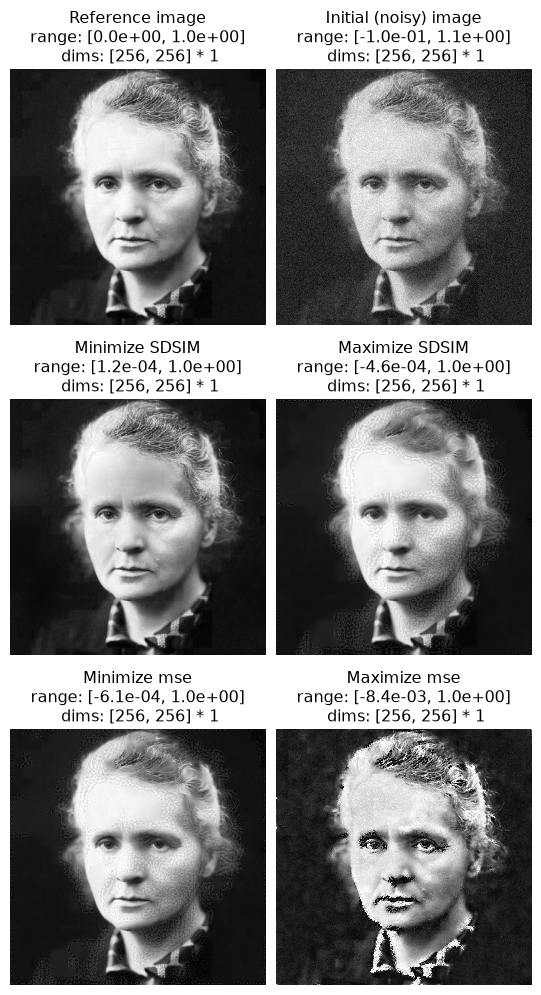 Reference image
range: [0.0e+00, 1.0e+00]
dims: [256, 256] * 1
Initial (noisy) image
range: [-1.0e-01, 1.1e+00]
dims: [256, 256] * 1
Minimize SDSIM
range: [1.2e-04, 1.0e+00]
dims: [256, 256] * 1
Maximize SDSIM
range: [-4.6e-04, 1.0e+00]
dims: [256, 256] * 1
Minimize mse
range: [-6.1e-04, 1.0e+00]
dims: [256, 256] * 1
Maximize mse
range: [-8.4e-03, 1.0e+00]
dims: [256, 256] * 1